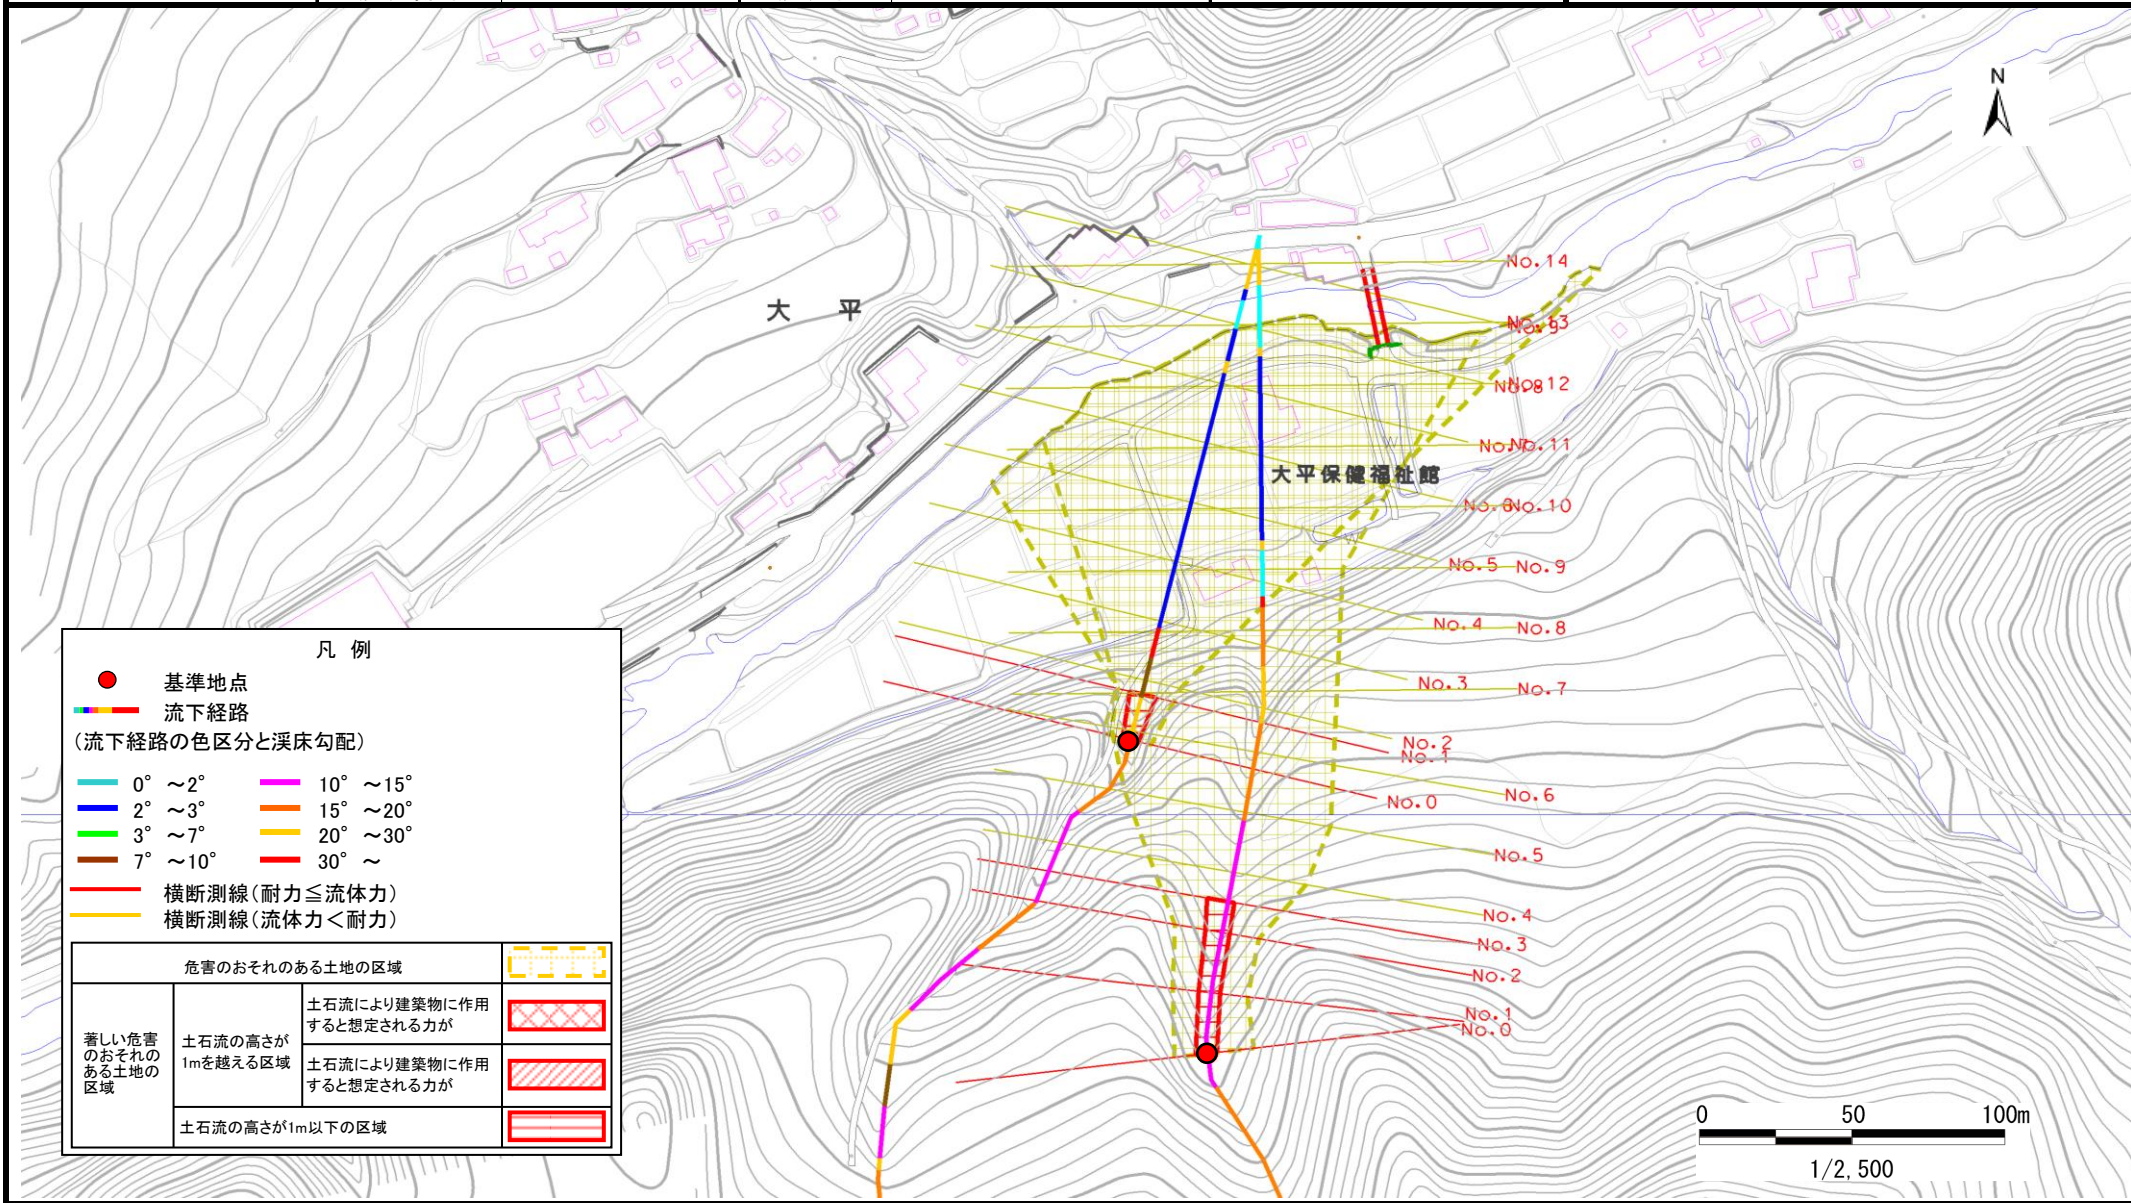 N
No.14
No.13
No.9
大 平
No.12
No.8
No.11
No.7
大平保健福祉館
No.6
No.10
W
W
No.5
No.9
No.4
No.8
No.3
No.7
No.2
No.1
No.0
No.6
No.5
No.4
No.3
No.2
No.1
No.0
凡 例
基準地点
流下経路
(流下経路の色区分と渓床勾配)
0° ～2°
10° ～15°
2° ～3°
15° ～20°
3° ～7°
20° ～30°
7° ～10°
30° ～
横断測線(耐力≦流体力)
横断測線(流体力＜耐力)
危害のおそれのある土地の区域
著しい危害
のおそれの
ある土地の
区域
土石流の高さが
1mを越える区域
土石流により建築物に作用
すると想定される力が
土石流により建築物に作用
すると想定される力が
土石流の高さが1m以下の区域
0 50 100m
1/2,500